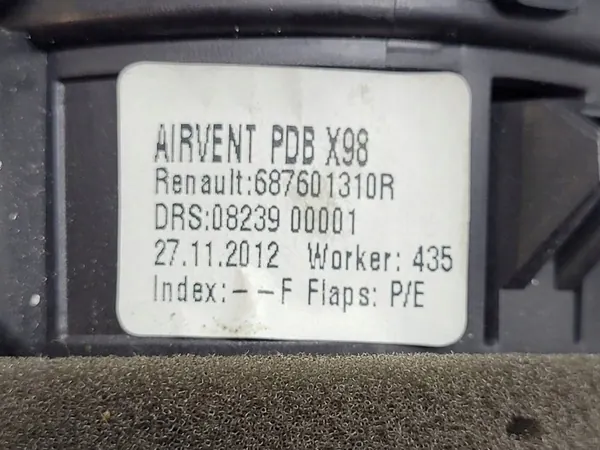 AIRVENT PDB X98
Renault:687601310R
DRS:08239 00001
27.11.2012 Worker: 435
Index:--F Flaps: P/E